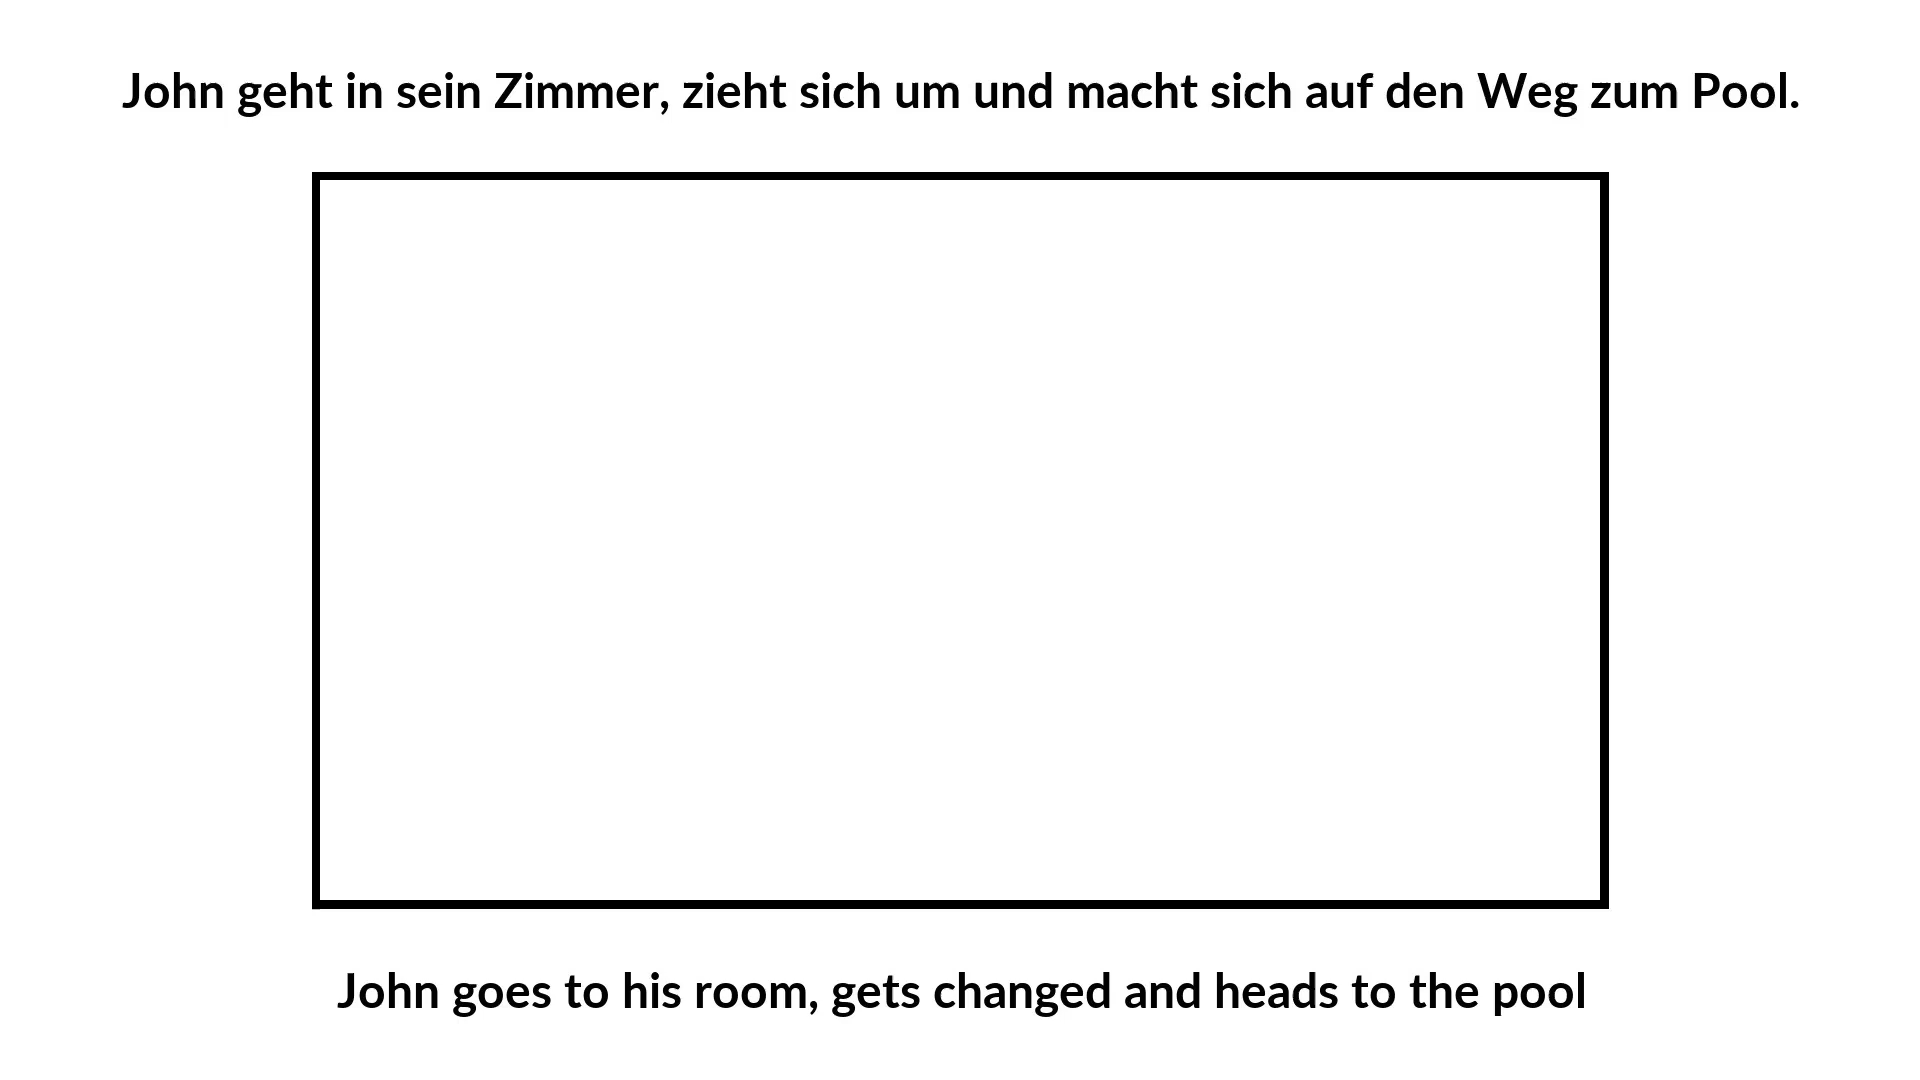 John geht in sein Zimmer, zieht sich um und macht sich auf den Weg zum Pool.
John goes to his room, gets changed and heads to the pool